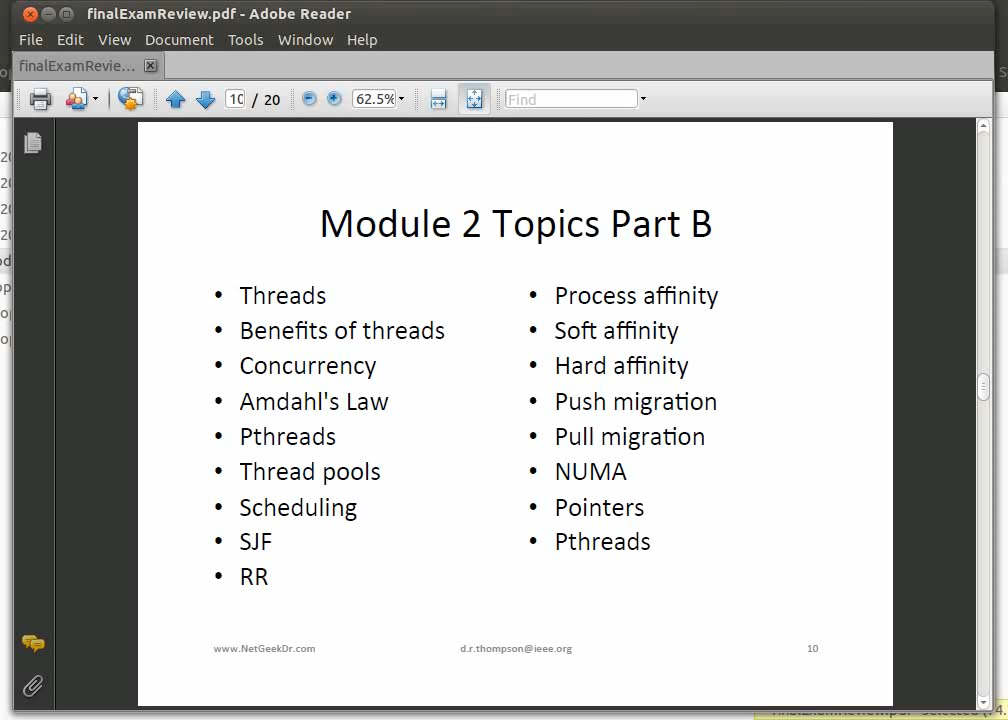 finalExamReview.pdf - Adobe Reader
File Edit View Document Tools Window Help
finalExamRevie...
10 / 20 62.5% Find
Module 2 Topics Part B
• Threads
• Benefits of threads
• Concurrency
• Amdahl's Law
• Pthreads
• Thread pools
• Scheduling
• SJF
• RR
• Process affinity
• Soft affinity
• Hard affinity
• Push migration
• Pull migration
• NUMA
• Pointers
• Pthreads
www.NetGeekDr.com d.r.thompson@ieee.org 10